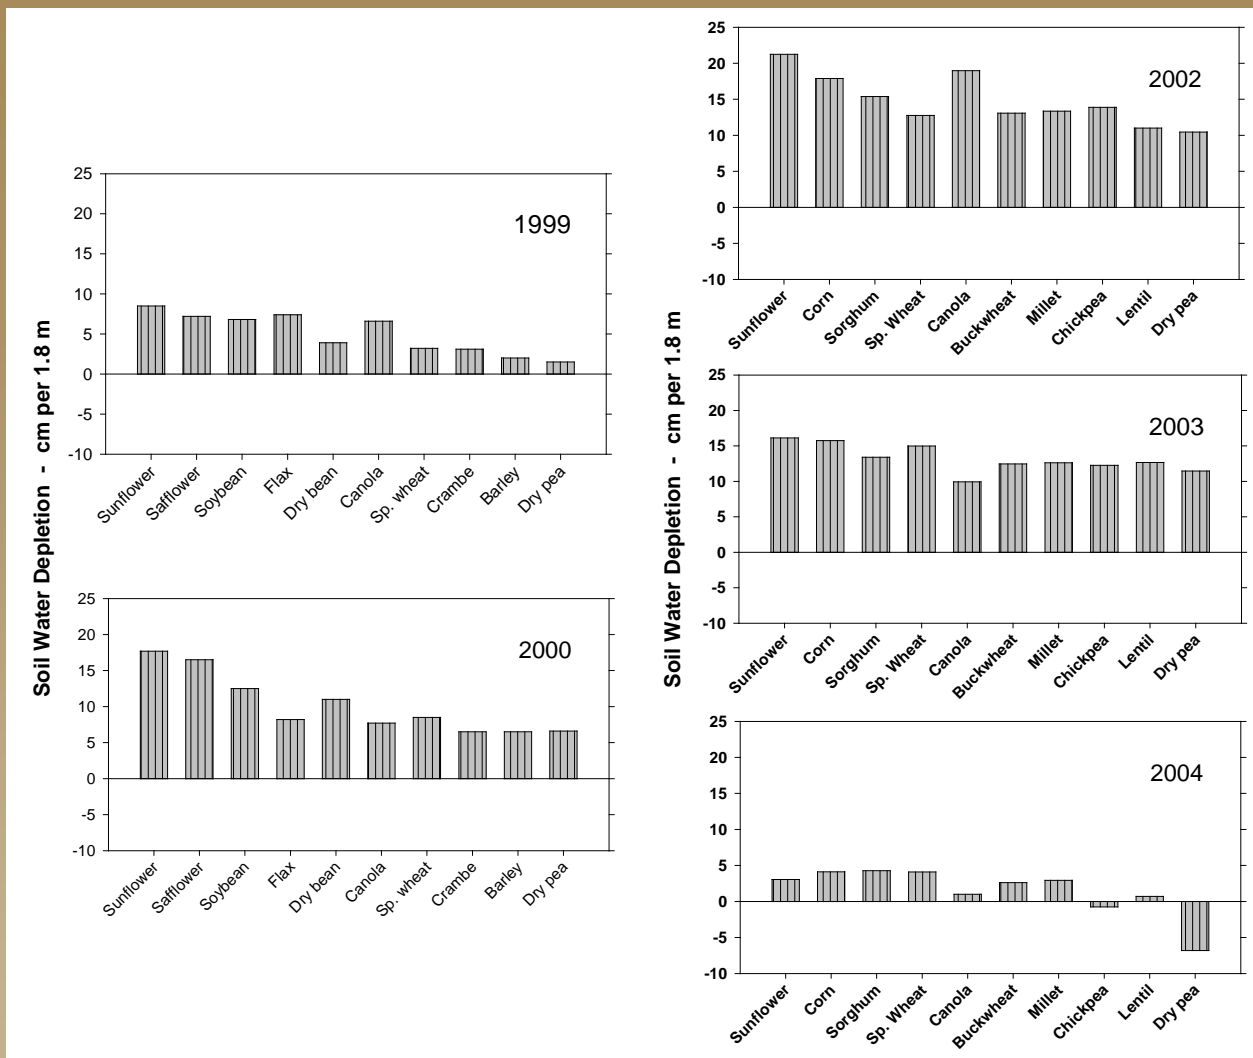 Soil Water Depletion - cm per 1.8 m
25
20
15
10
5
0
-5
-10
1999
Sunflower
Safflower
Soybean
Flax
Dry bean
Canola
Sp. wheat
Crambe
Barley
Dry pea
25
20
15
10
5
0
-5
-10
2000
Sunflower
Safflower
Soybean
Flax
Dry bean
Canola
Sp. wheat
Crambe
Barley
Dry pea
Soil Water Depletion - cm per 1.8 m
25
20
15
10
5
0
-5
-10
2002
Sunflower
Corn
Sorghum
Sp. Wheat
Canola
Buckwheat
Millet
Chickpea
Lentil
Dry pea
25
20
15
10
5
0
-5
-10
2003
Sunflower
Corn
Sorghum
Sp. Wheat
Canola
Buckwheat
Millet
Chickpea
Lentil
Dry pea
25
20
15
10
5
0
-5
-10
2004
Sunflower
Corn
Sorghum
Sp. Wheat
Canola
Buckwheat
Millet
Chickpea
Lentil
Dry pea